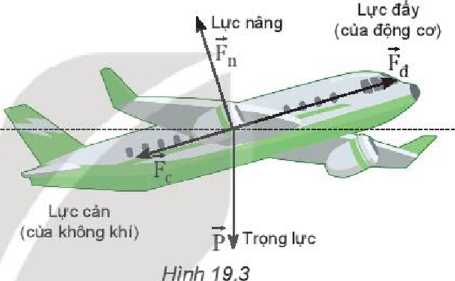 Lực đẩy
(của động cơ)
Lực nâng
F⃗n
F⃗đ
F⃗c
Lực cản
(của không khí)
P⃗ Trọng lực
Hình 19.3